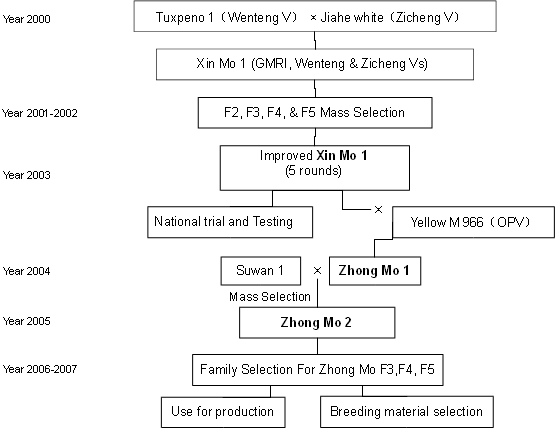 Year 2000
Tuxpeno 1（Wenteng V） × Jiahe white（Zicheng V）
Xin Mo 1 (GMRI, Wenteng & Zicheng Vs)
Year 2001-2002
F2, F3, F4, & F5 Mass Selection
Year 2003
Improved Xin Mo 1
(5 rounds)
×
National trial and Testing
Yellow M 966（OPV）
Year 2004
Suwan 1 × Zhong Mo 1
Mass Selection
Year 2005
Zhong Mo 2
Year 2006-2007
Family Selection For Zhong Mo F3,F4, F5
Use for production
Breeding material selection